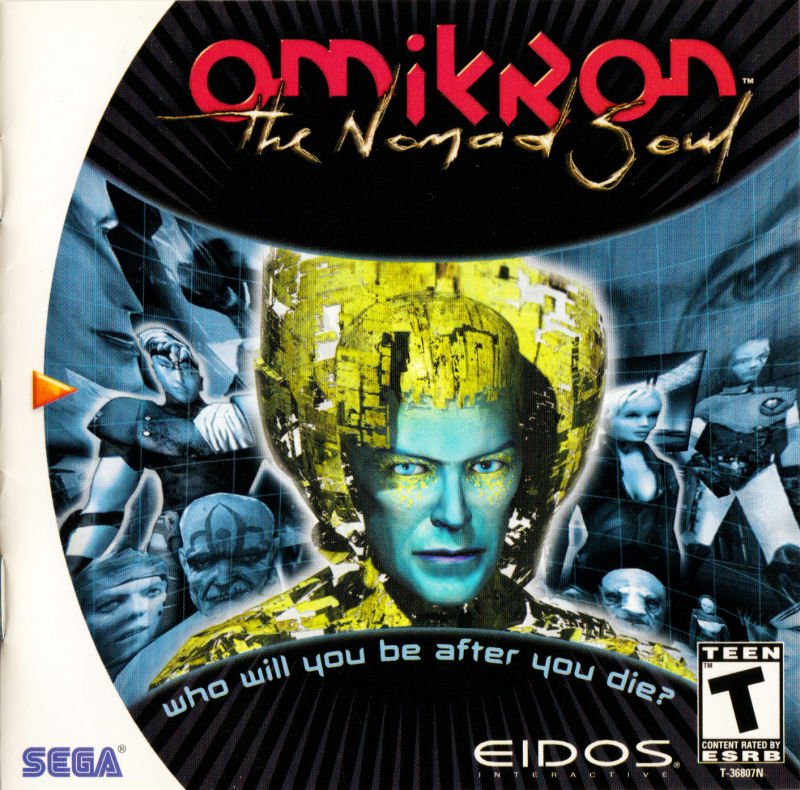 omikron™
The Nomad Soul
who will you be after you die?
SEGA®
EIDOS®
INTERACTIVE
TEEN
™
T
CONTENT RATED BY
ESRB
T-36807N